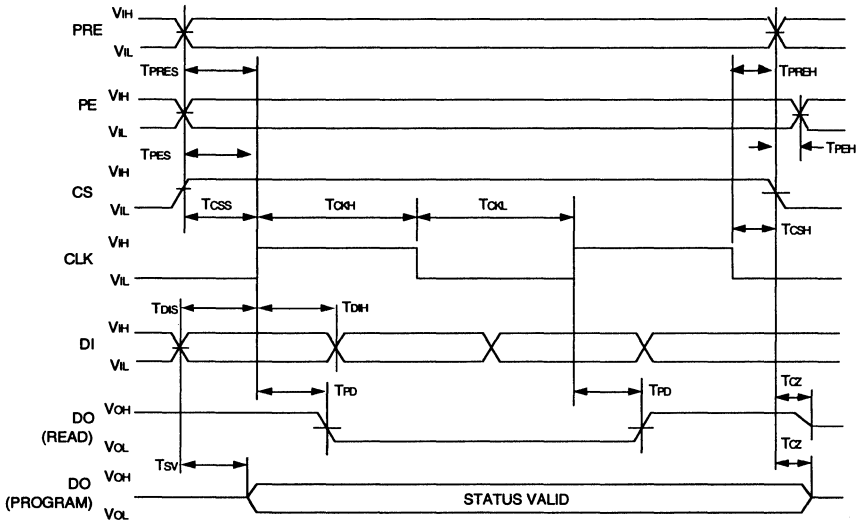 PRE VIH
VIL
TPRES TPREH
PE VIH
VIL
TPES TPEH
CS VIH
VIL
TCSS TCKH TCKL TCSH
CLK VIH
VIL
TDIS TDIH
DI VIH
VIL
TPD TPD TCZ
DO (READ) VOH
VOL
TSV TCZ
DO (PROGRAM) VOH
STATUS VALID
VOL